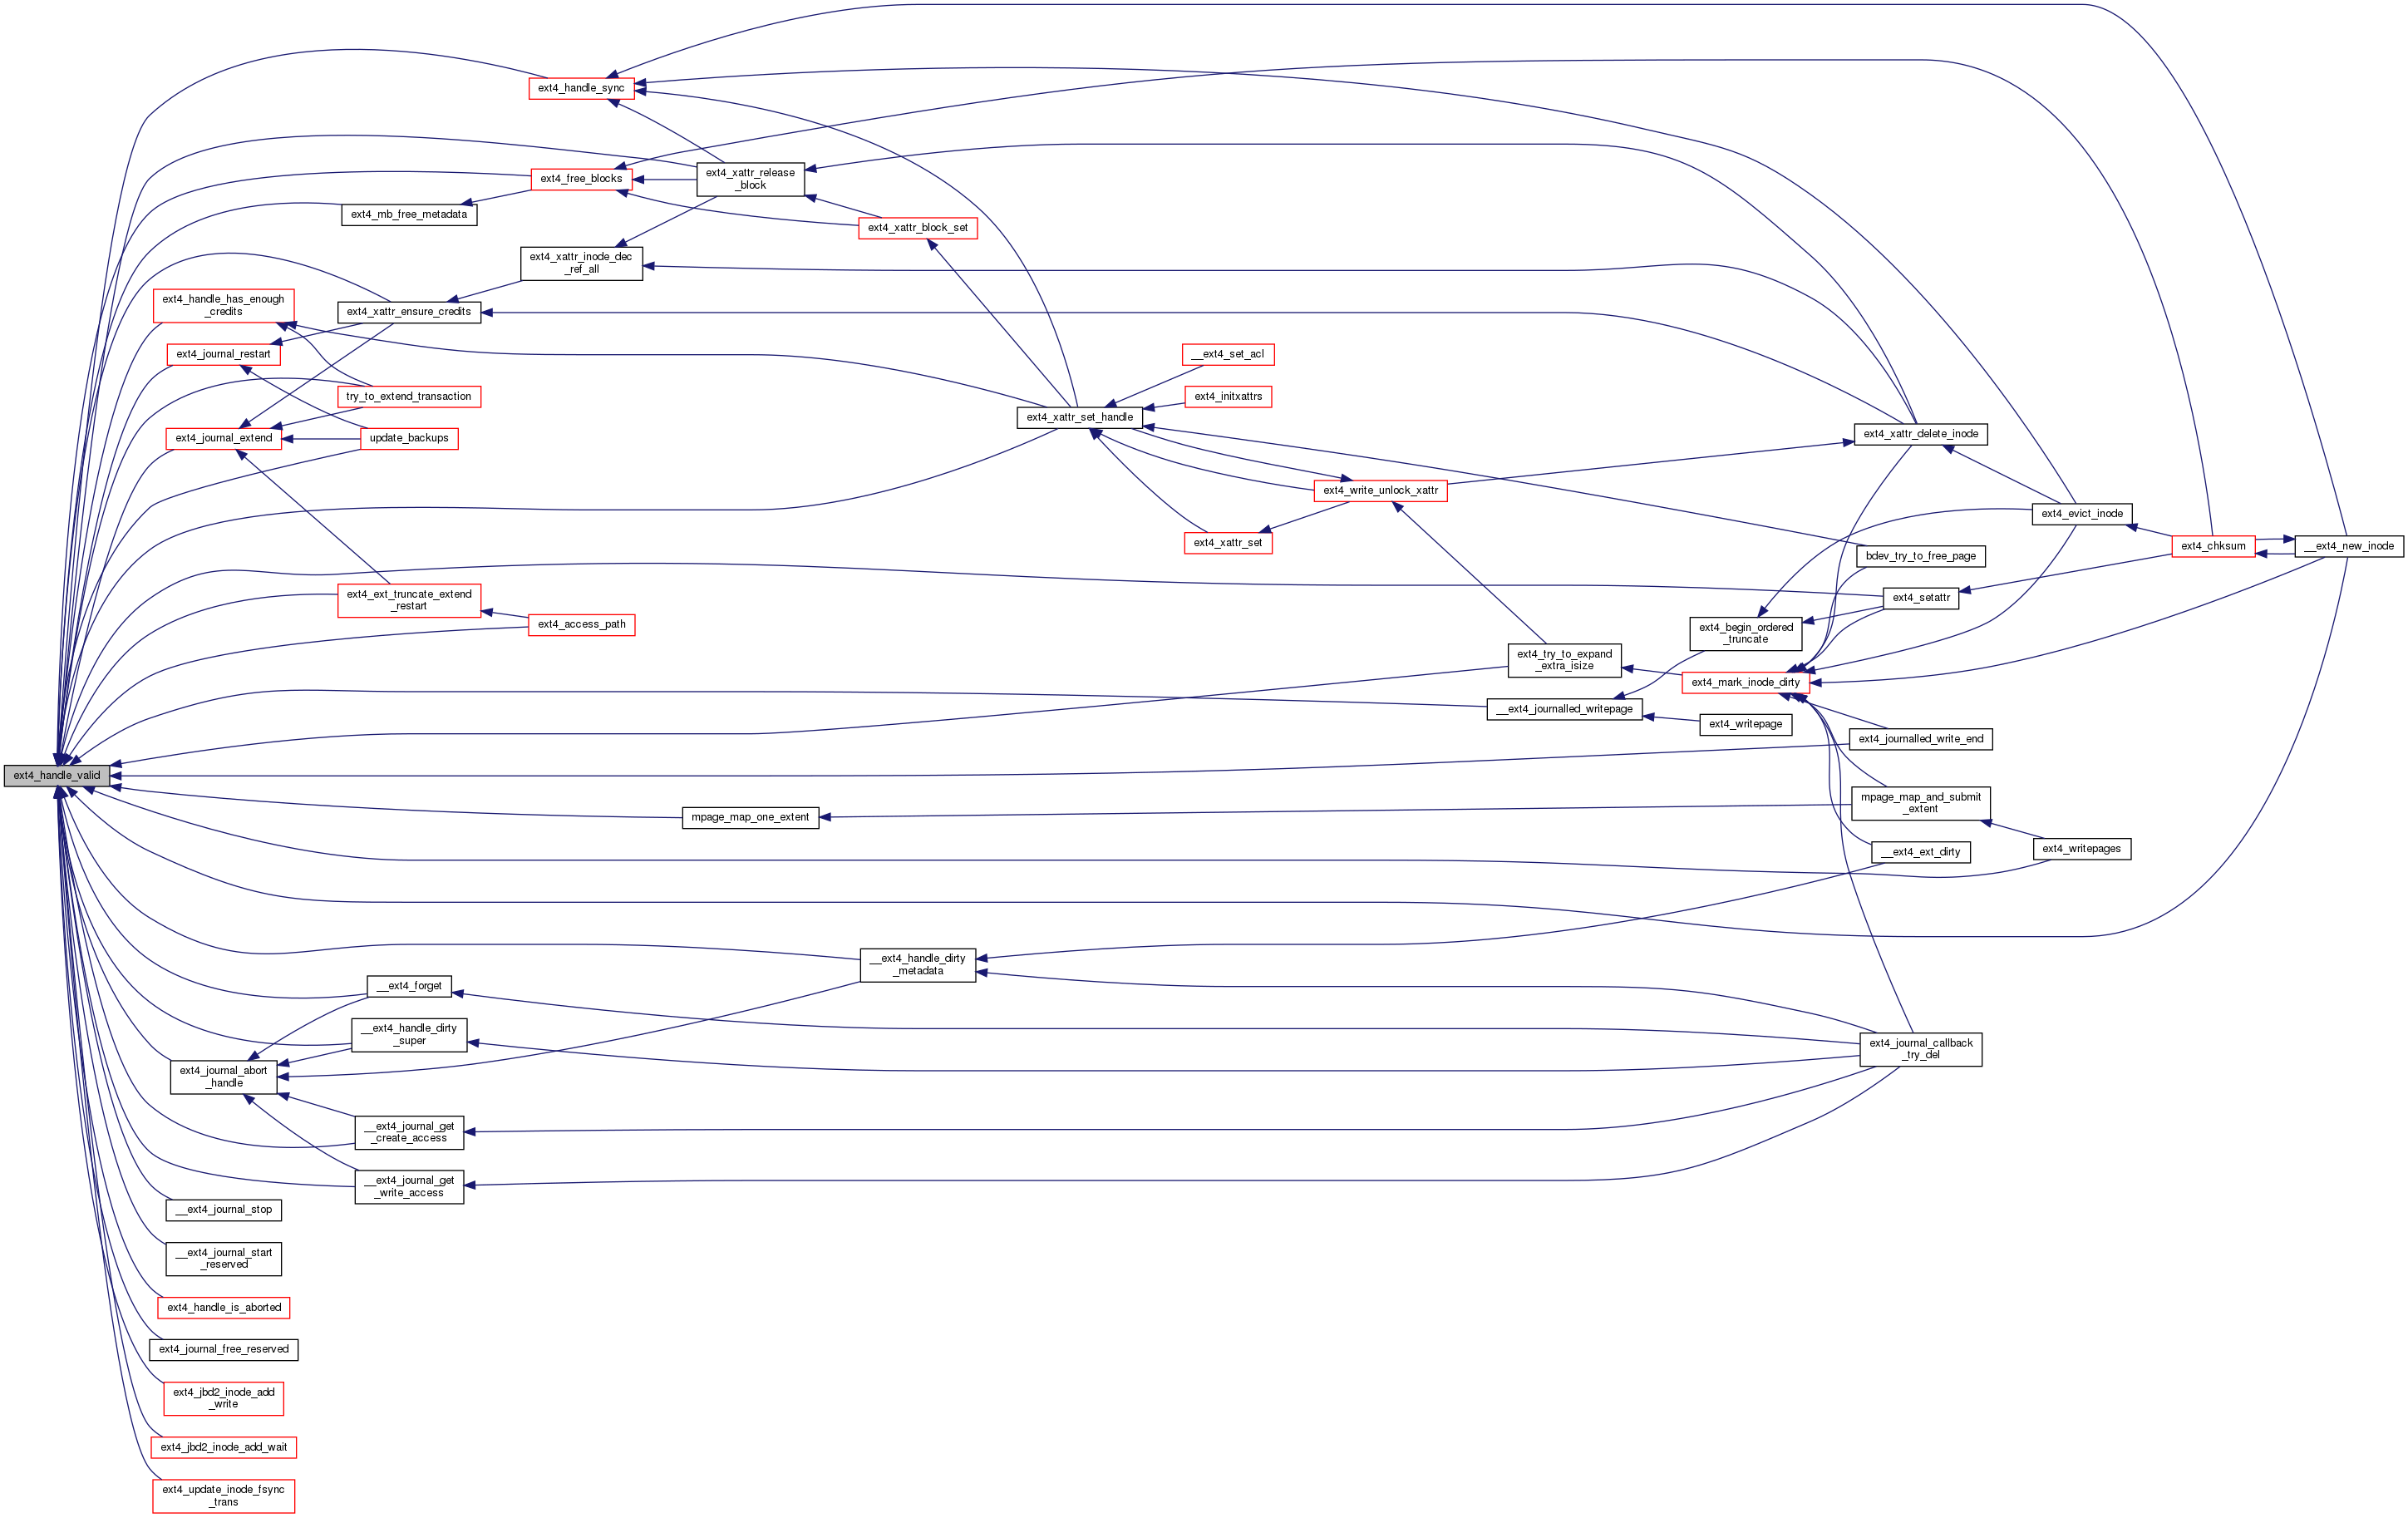 ext4_handle_sync
ext4_xattr_release
_block
ext4_free_blocks
ext4_mb_free_metadata
ext4_xattr_block_set
ext4_xattr_inode_dec
_ref_all
ext4_handle_has_enough
_credits
ext4_xattr_ensure_credits
ext4_journal_restart
__ext4_set_acl
try_to_extend_transaction
ext4_initxattrs
ext4_xattr_set_handle
ext4_journal_extend
update_backups
ext4_xattr_delete_inode
ext4_write_unlock_xattr
ext4_evict_inode
ext4_xattr_set
ext4_chksum
__ext4_new_inode
bdev_try_to_free_page
ext4_ext_truncate_extend
_restart
ext4_setattr
ext4_access_path
ext4_begin_ordered
_truncate
ext4_try_to_expand
_extra_isize
ext4_mark_inode_dirty
__ext4_journalled_writepage
ext4_writepage
ext4_journalled_write_end
ext4_handle_valid
mpage_map_one_extent
mpage_map_and_submit
_extent
ext4_writepages
__ext4_ext_dirty
__ext4_handle_dirty
_metadata
__ext4_forget
__ext4_handle_dirty
_super
ext4_journal_callback
_try_del
ext4_journal_abort
_handle
__ext4_journal_get
_create_access
__ext4_journal_get
_write_access
__ext4_journal_stop
__ext4_journal_start
_reserved
ext4_handle_is_aborted
ext4_journal_free_reserved
ext4_jbd2_inode_add
_write
ext4_jbd2_inode_add_wait
ext4_update_inode_fsync
_trans